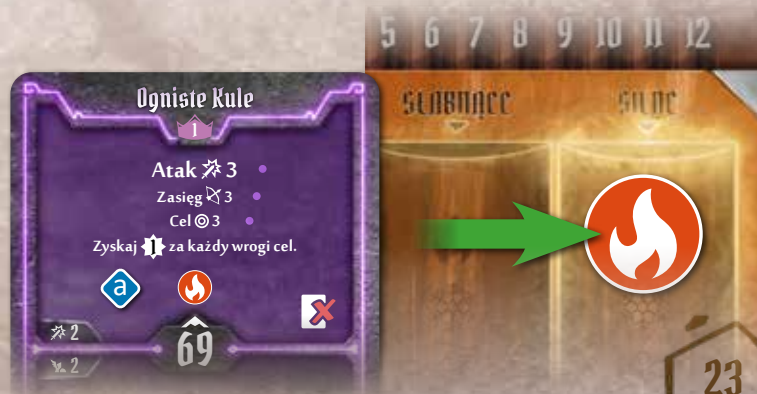 5 6 7 8 9 10 11 12
SŁABNĄCE
SILNE
Ogniste Kule
1
Atak 3
Zasięg 3
Cel 3
Zyskaj 1 za każdy wrogi cel.
a
2
69
2
23